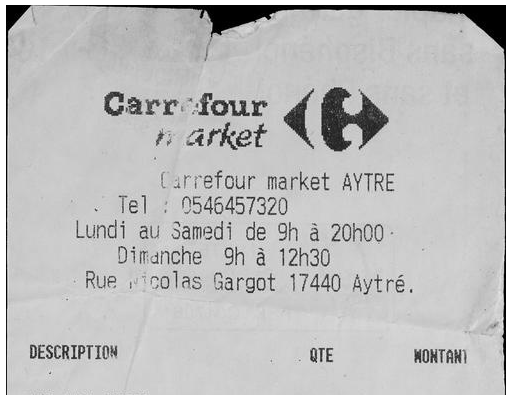 Carrefour
market
Carrefour market AYTRE
Tel : 0546457320
Lundi au Samedi de 9h à 20h00
Dimanche 9h à 12h30
Rue Nicolas Gargot 17440 Aytré.
DESCRIPTION QTE MONTANT